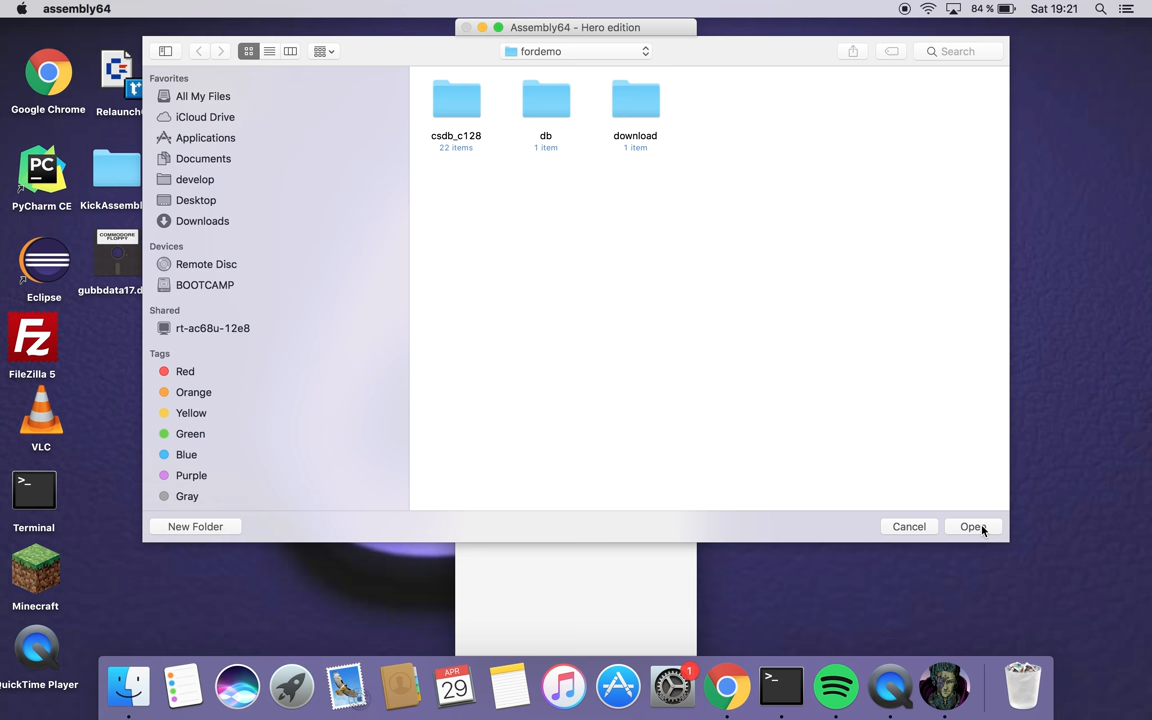 assembly64
84 %
Sat 19:21
Assembly64 - Hero edition
fordemo
Search
Favorites
All My Files
iCloud Drive
Applications
Documents
develop
Desktop
Downloads
Devices
Remote Disc
BOOTCAMP
Shared
rt-ac68u-12e8
Tags
Red
Orange
Yellow
Green
Blue
Purple
Gray
csdb_c128
22 items
db
1 item
download
1 item
New Folder
Cancel
Open
Google Chrome
Relaunch
PC
PyCharm CE
KickAssembl
COMMODORE
FLOPPY
gubbdata17.d
Eclipse
Fz
FileZilla 5
VLC
>_
Terminal
Minecraft
QuickTime Player
APR
29
1
>_